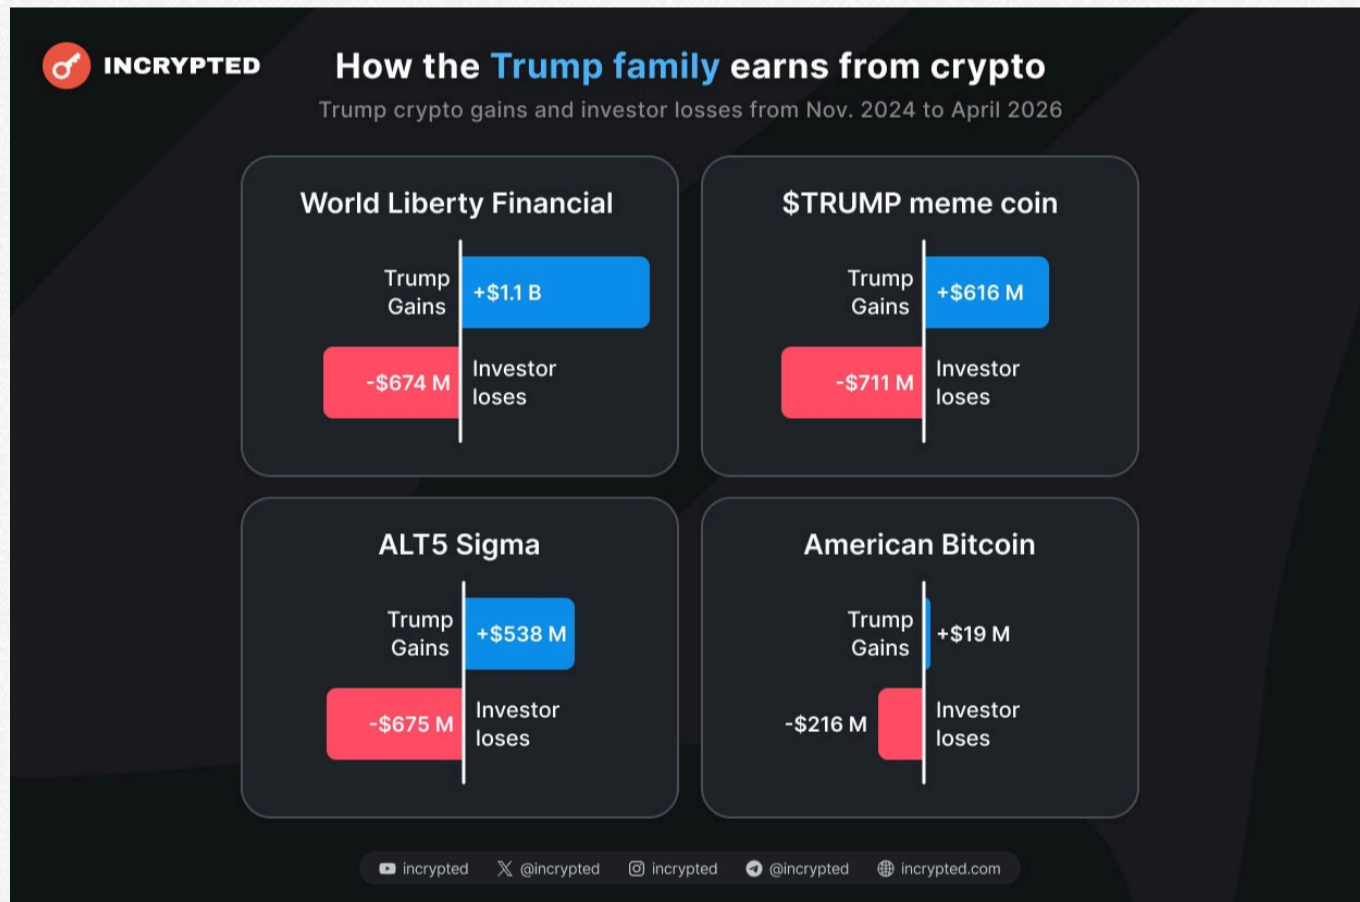 INCRYPTED
How the Trump family earns from crypto
Trump crypto gains and investor losses from Nov. 2024 to April 2026
World Liberty Financial
Trump
Gains
+$1.1 B
-$674 M
Investor
loses
$TRUMP meme coin
Trump
Gains
+$616 M
-$711 M
Investor
loses
ALT5 Sigma
Trump
Gains
+$538 M
-$675 M
Investor
loses
American Bitcoin
Trump
Gains
+$19 M
-$216 M
Investor
loses
incrypted @incrypted incrypted @incrypted incrypted.com